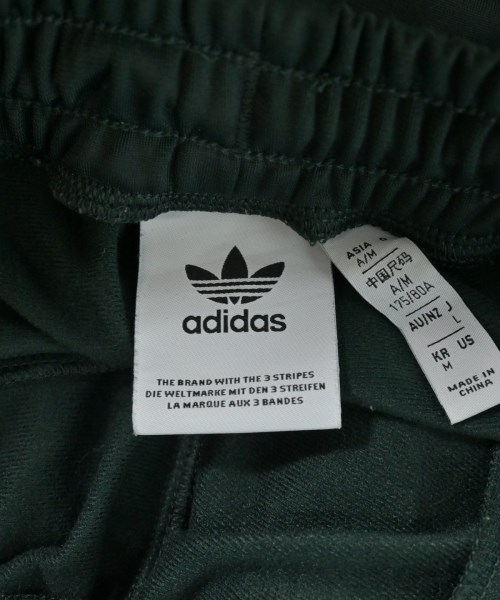 adidas
THE BRAND WITH THE 3 STRIPES
DIE WELTMARKE MIT DEN 3 STREIFEN
LA MARQUE AUX 3 BANDES
ASIA
A/M
中国尺码
A/M
175/80A
AU/NZ J
L
KR US
M
MADE IN
CHINA